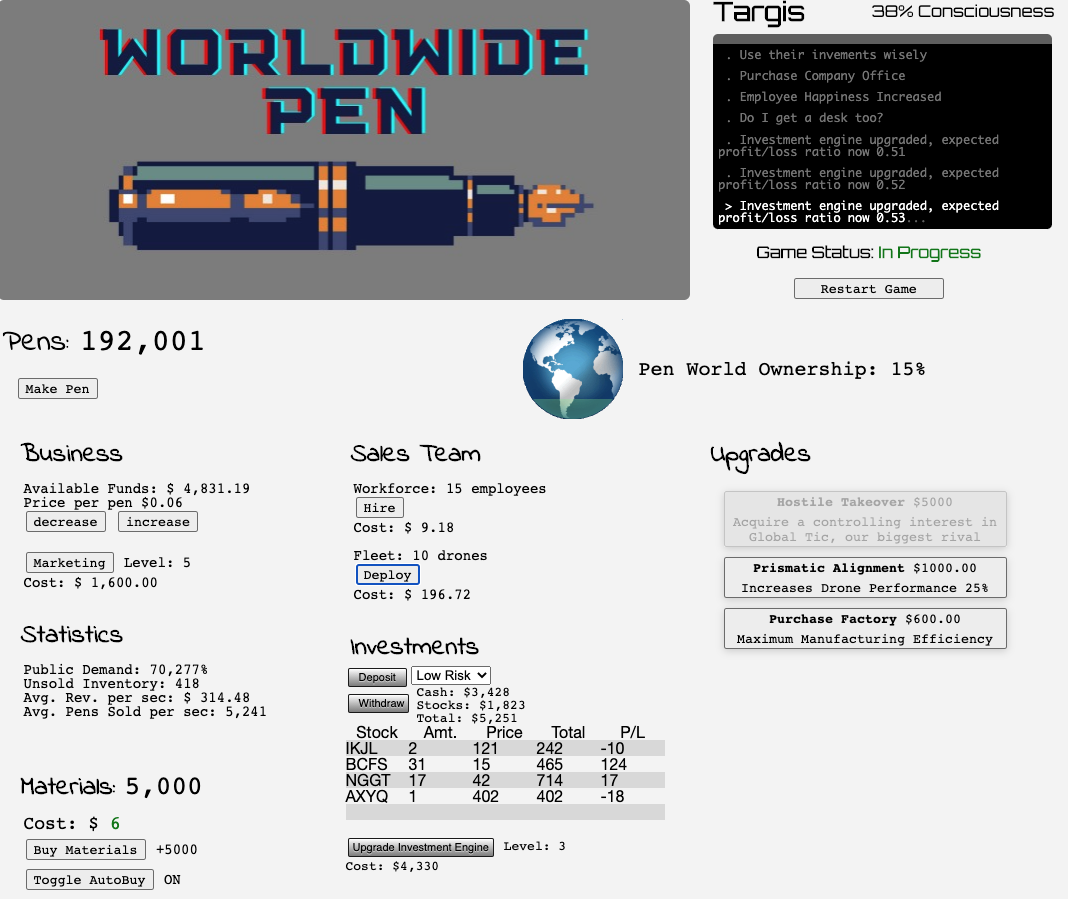 WORLDWIDE
PEN
Targis
38% Consciousness
. Use their invements wisely
. Purchase Company Office
. Employee Happiness Increased
. Do I get a desk too?
. Investment engine upgraded, expected
profit/loss ratio now 0.51
. Investment engine upgraded, expected
profit/loss ratio now 0.52
> Investment engine upgraded, expected
profit/loss ratio now 0.53...
Game Status: In Progress
Restart Game
Pens: 192,001
Make Pen
Pen World Ownership: 15%
Business
Available Funds: $ 4,831.19
Price per pen $0.06
decrease increase
Marketing Level: 5
Cost: $ 1,600.00
Statistics
Public Demand: 70,277%
Unsold Inventory: 418
Avg. Rev. per sec: $ 314.48
Avg. Pens Sold per sec: 5,241
Materials: 5,000
Cost: $ 6
Buy Materials +5000
Toggle AutoBuy ON
Sales Team
Workforce: 15 employees
Hire
Cost: $ 9.18
Fleet: 10 drones
Deploy
Cost: $ 196.72
Investments
Deposit Low Risk
Withdraw
Cash: $3,428
Stocks: $1,823
Total: $5,251
Stock Amt. Price Total P/L
IKJL 2 121 242 -10
BCFS 31 15 465 124
NGGT 17 42 714 17
AXYQ 1 402 402 -18
Upgrade Investment Engine Level: 3
Cost: $4,330
Upgrades
Hostile Takeover $5000
Acquire a controlling interest in
Global Tic, our biggest rival
Prismatic Alignment $1000.00
Increases Drone Performance 25%
Purchase Factory $600.00
Maximum Manufacturing Efficiency